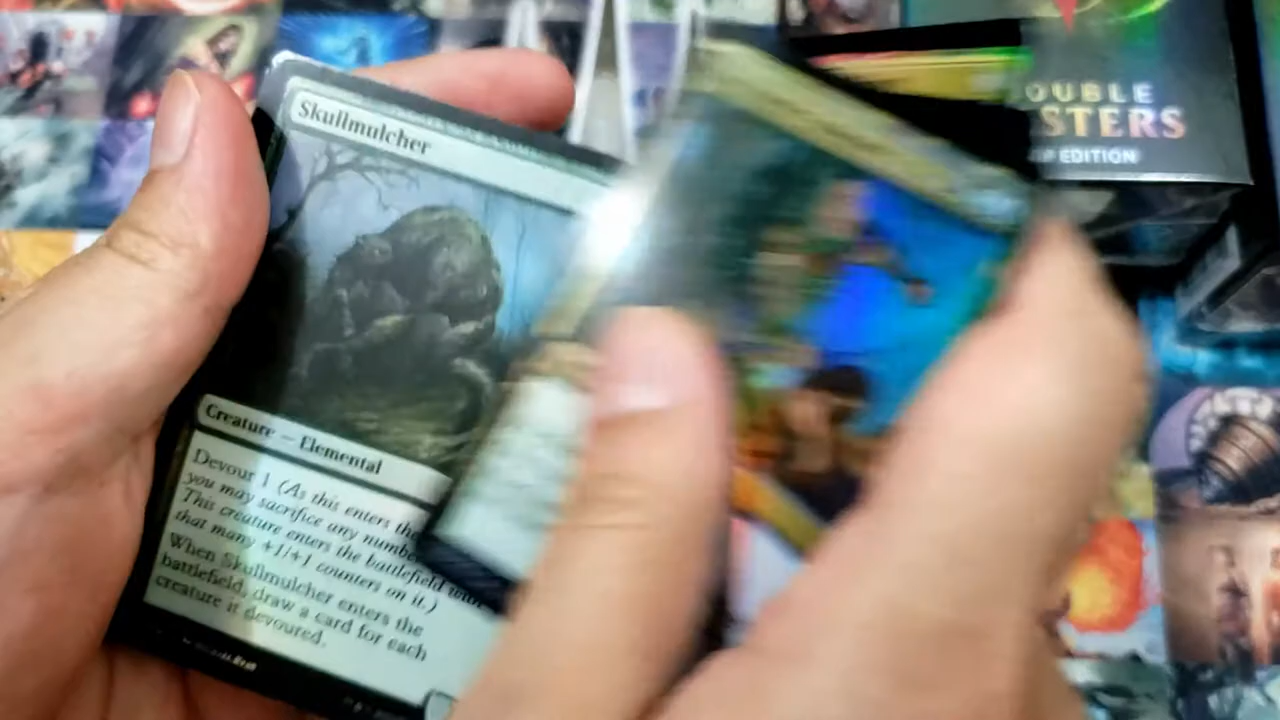 Skullmulcher
Creature — Elemental
Devour 1 (As this enters the
you may sacrifice any numbe
This creature enters the battlefield with
that many +1/+1 counters on it.)
When Skullmulcher enters the
battlefield, draw a card for each
creature it devoured.
OUBLE
STERS
IP EDITION